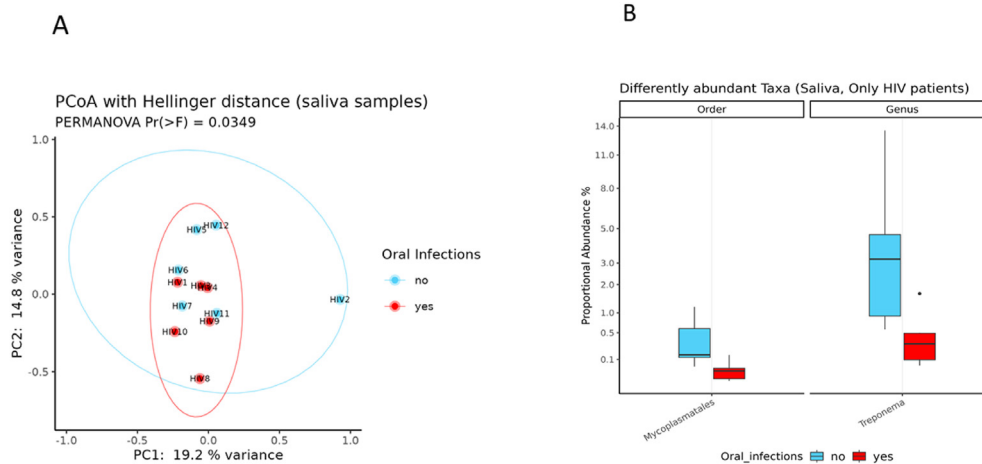 A
PCoA with Hellinger distance (saliva samples)
PERMANOVA Pr(>F) = 0.0349
1.0
0.5
0.0
-0.5
-1.0
-0.5
0.0
0.5
1.0
PC2: 14.8 % variance
PC1: 19.2 % variance
HIV5
HIV12
HIV6
HIV1
HIV4
HIV2
HIV7
HIV11
HIV9
HIV10
HIV8
Oral Infections
no
yes
B
Differently abundant Taxa (Saliva, Only HIV patients)
Order
Genus
Proportional Abundance %
14.0
11.0
8.0
5.0
3.0
1.0
0.5
0.1
Mycoplasmatales
Treponema
Oral_infections no yes